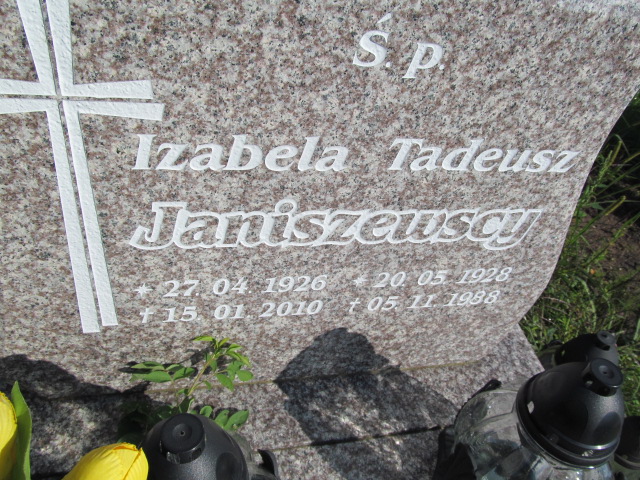 Ś. p.
Izabela Tadeusz
Janiszewscy
* 27. 04. 1926 * 20. 05. 1928
† 15. 01. 2010 † 05. 11. 1988